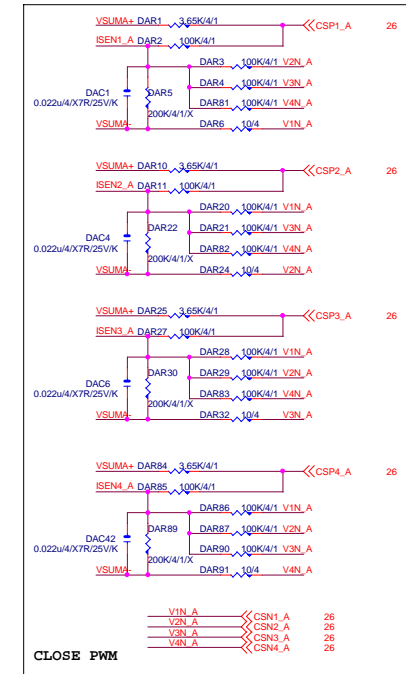 VSUMA+ DAR1 3.65K/4/1 CSP1_A 26
ISEN1_A DAR2 100K/4/1
DAR3 100K/4/1 V2N_A
DAC1 DAR5 DAR4 100K/4/1 V3N_A
0.022u/4/X7R/25V/K 200K/4/1/X DAR81 100K/4/1 V4N_A
VSUMA- DAR6 10/4 V1N_A
VSUMA+ DAR10 3.65K/4/1 CSP2_A 26
ISEN2_A DAR11 100K/4/1
DAR20 100K/4/1 V1N_A
DAC4 DAR22 DAR21 100K/4/1 V3N_A
0.022u/4/X7R/25V/K 200K/4/1/X DAR82 100K/4/1 V4N_A
VSUMA- DAR24 10/4 V2N_A
VSUMA+ DAR25 3.65K/4/1 CSP3_A 26
ISEN3_A DAR27 100K/4/1
DAR28 100K/4/1 V1N_A
DAC6 DAR30 DAR29 100K/4/1 V2N_A
0.022u/4/X7R/25V/K 200K/4/1/X DAR83 100K/4/1 V4N_A
VSUMA- DAR32 10/4 V3N_A
VSUMA+ DAR84 3.65K/4/1 CSP4_A 26
ISEN4_A DAR85 100K/4/1
DAR86 100K/4/1 V1N_A
DAC42 DAR89 DAR87 100K/4/1 V2N_A
0.022u/4/X7R/25V/K 200K/4/1/X DAR90 100K/4/1 V3N_A
VSUMA- DAR91 10/4 V4N_A
V1N_A CSN1_A 26
V2N_A CSN2_A 26
V3N_A CSN3_A 26
V4N_A CSN4_A 26
CLOSE PWM